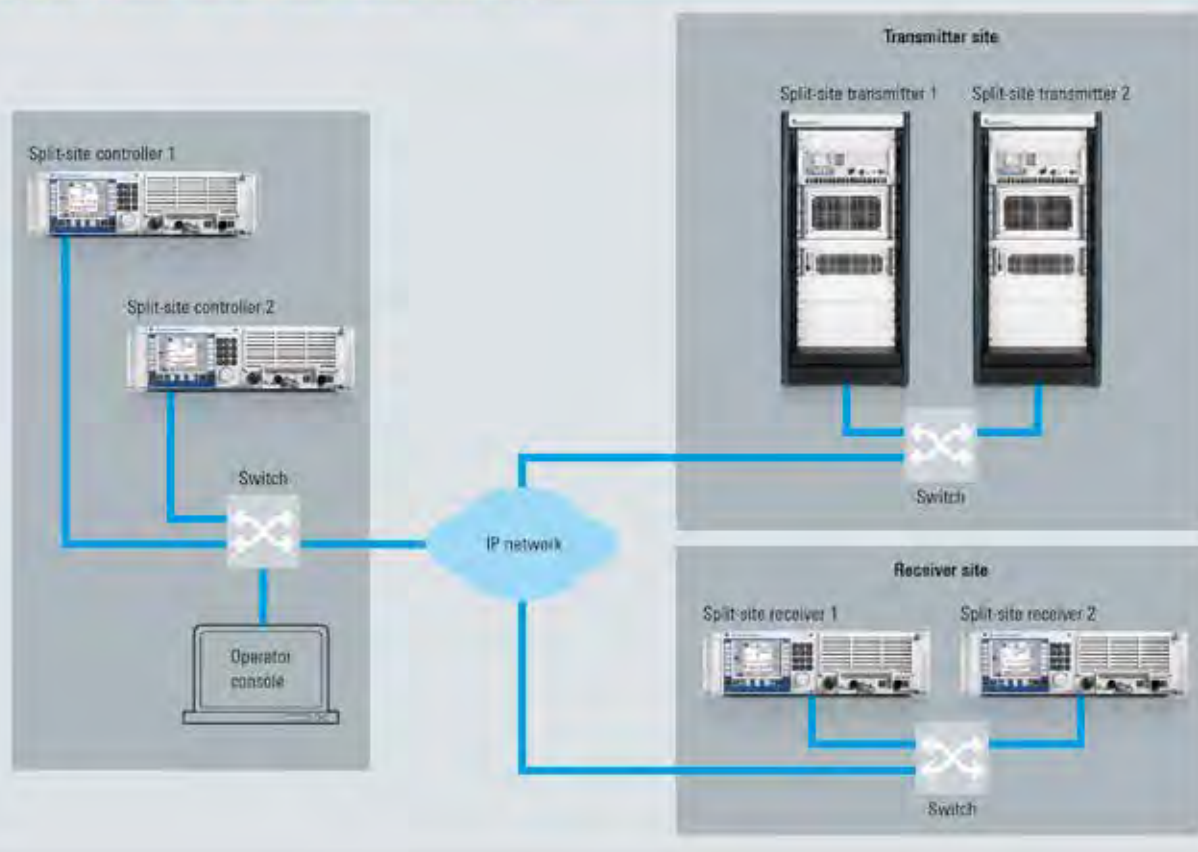 Transmitter site
Split-site transmitter 1
Split-site transmitter 2
Split-site controller 1
Split-site controller 2
Switch
Switch
IP network
Operator
console
Receiver site
Split-site receiver 1
Split-site receiver 2
Switch